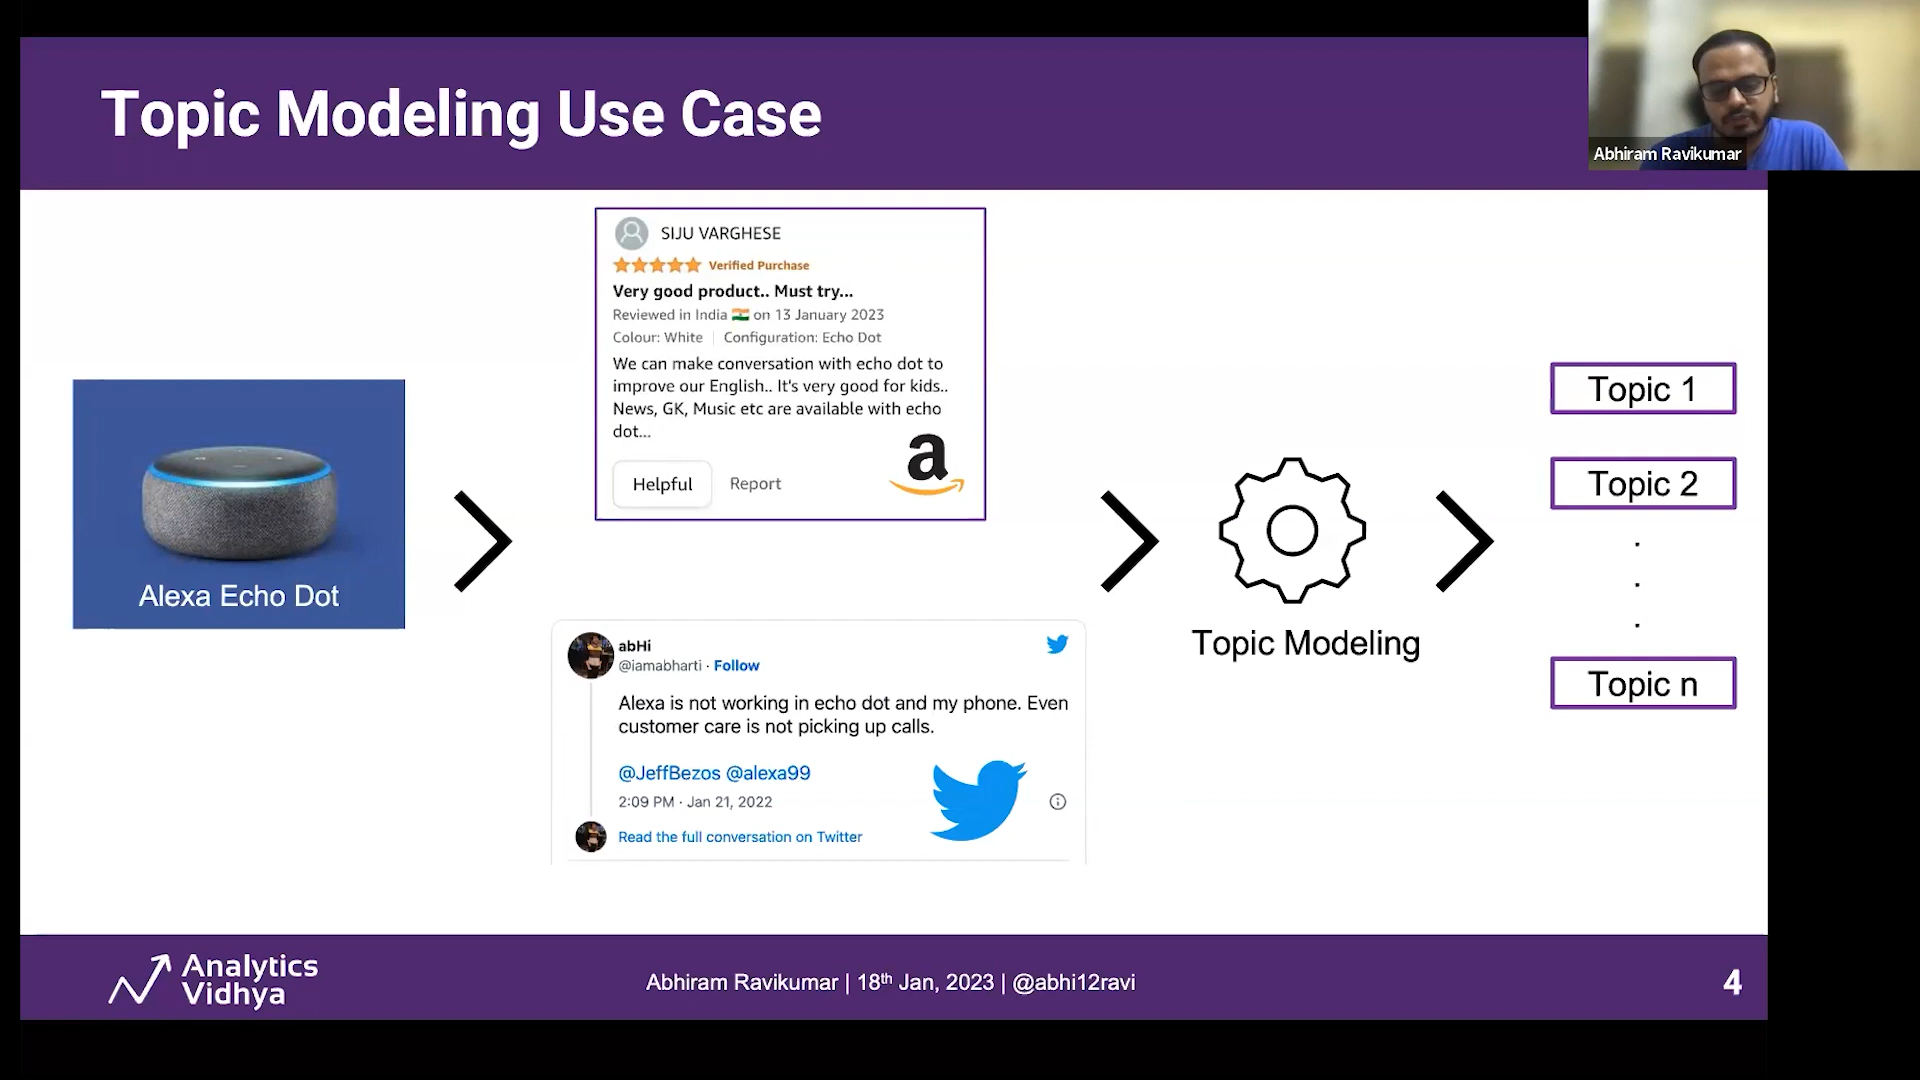 Topic Modeling Use Case
Abhiram Ravikumar
SIJU VARGHESE
Verified Purchase
Very good product.. Must try...
Reviewed in India 🇮🇳 on 13 January 2023
Colour: White | Configuration: Echo Dot
We can make conversation with echo dot to
improve our English.. It's very good for kids..
News, GK, Music etc are available with echo
dot...
Helpful Report
a
Alexa Echo Dot
abHi
@iamabharti · Follow
Alexa is not working in echo dot and my phone. Even
customer care is not picking up calls.
@JeffBezos @alexa99
2:09 PM · Jan 21, 2022
Read the full conversation on Twitter
Topic Modeling
Topic 1
Topic 2
.
.
.
Topic n
Analytics
Vidhya
Abhiram Ravikumar | 18th Jan, 2023 | @abhi12ravi
4